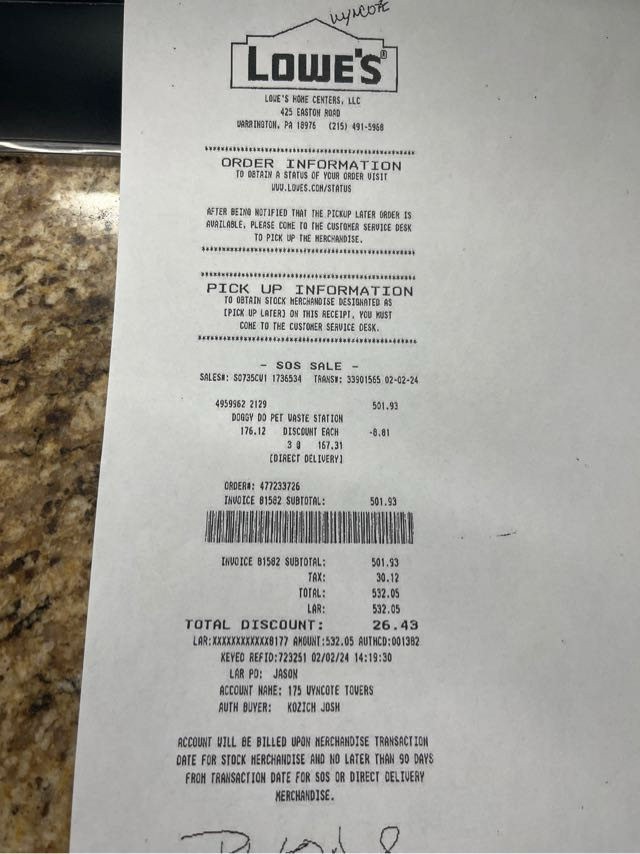 WYNCOTE
LOWE'S®
LOWE'S HOME CENTERS, LLC
425 EASTON ROAD
WARRINGTON, PA 18976 (215) 491-5968
ORDER INFORMATION
TO OBTAIN A STATUS OF YOUR ORDER VISIT
WWW.LOWES.COM/STATUS
AFTER BEING NOTIFIED THAT THE PICKUP LATER ORDER IS
AVAILABLE, PLEASE COME TO THE CUSTOMER SERVICE DESK
TO PICK UP THE MERCHANDISE.
PICK UP INFORMATION
TO OBTAIN STOCK MERCHANDISE DESIGNATED AS
[PICK UP LATER] ON THIS RECEIPT, YOU MUST
COME TO THE CUSTOMER SERVICE DESK.
- SOS SALE -
SALES#: S0735CW1 1736534 TRANS#: 33901565 02-02-24
4959962 2129 501.93
DOGGY DO PET WASTE STATION
176.12 DISCOUNT EACH -8.81
3 @ 167.31
[DIRECT DELIVERY]
ORDER#: 477233726
INVOICE 81582 SUBTOTAL: 501.93
INVOICE 81582 SUBTOTAL: 501.93
TAX: 30.12
TOTAL: 532.05
LAR: 532.05
TOTAL DISCOUNT: 26.43
LAR:XXXXXXXXXXXX8177 AMOUNT:532.05 AUTHCD:001382
KEYED REFID:723251 02/02/24 14:19:30
LAR PO: JASON
ACCOUNT NAME: 175 WYNCOTE TOWERS
AUTH BUYER: KOZICH JOSH
ACCOUNT WILL BE BILLED UPON MERCHANDISE TRANSACTION
DATE FOR STOCK MERCHANDISE AND NO LATER THAN 90 DAYS
FROM TRANSACTION DATE FOR SOS OR DIRECT DELIVERY
MERCHANDISE.